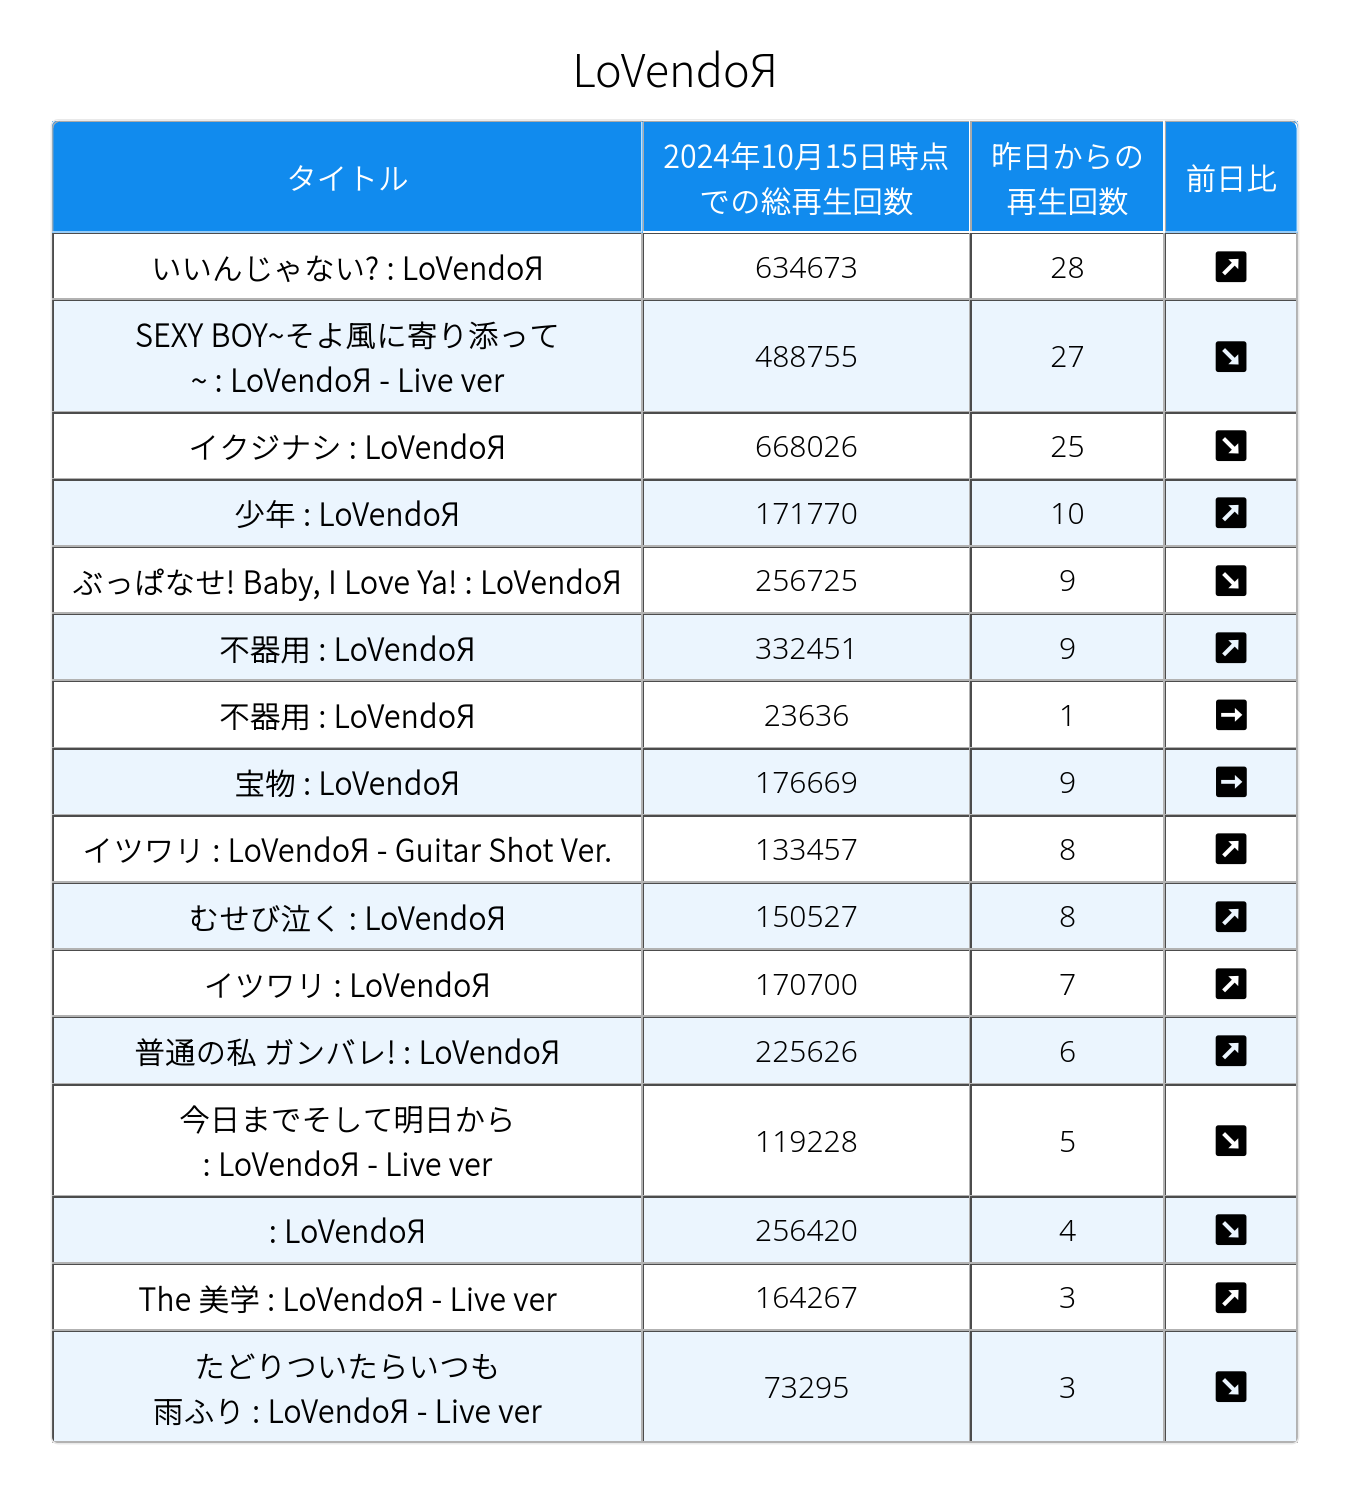 LoVendoЯ
タイトル
2024年10月15日時点
での総再生回数
昨日からの
再生回数
前日比
いいんじゃない? : LoVendoЯ
634673
28
↗
SEXY BOY~そよ風に寄り添って
~ : LoVendoЯ - Live ver
488755
27
↘
イクジナシ : LoVendoЯ
668026
25
↘
少年 : LoVendoЯ
171770
10
↗
ぶっぱなせ! Baby, I Love Ya! : LoVendoЯ
256725
9
↘
不器用 : LoVendoЯ
332451
9
↗
不器用 : LoVendoЯ
23636
1
→
宝物 : LoVendoЯ
176669
9
→
イツワリ : LoVendoЯ - Guitar Shot Ver.
133457
8
↗
むせび泣く : LoVendoЯ
150527
8
↗
イツワリ : LoVendoЯ
170700
7
↗
普通の私 ガンバレ! : LoVendoЯ
225626
6
↗
今日までそして明日から
: LoVendoЯ - Live ver
119228
5
↘
: LoVendoЯ
256420
4
↘
The 美学 : LoVendoЯ - Live ver
164267
3
↗
たどりついたらいつも
雨ふり : LoVendoЯ - Live ver
73295
3
↘